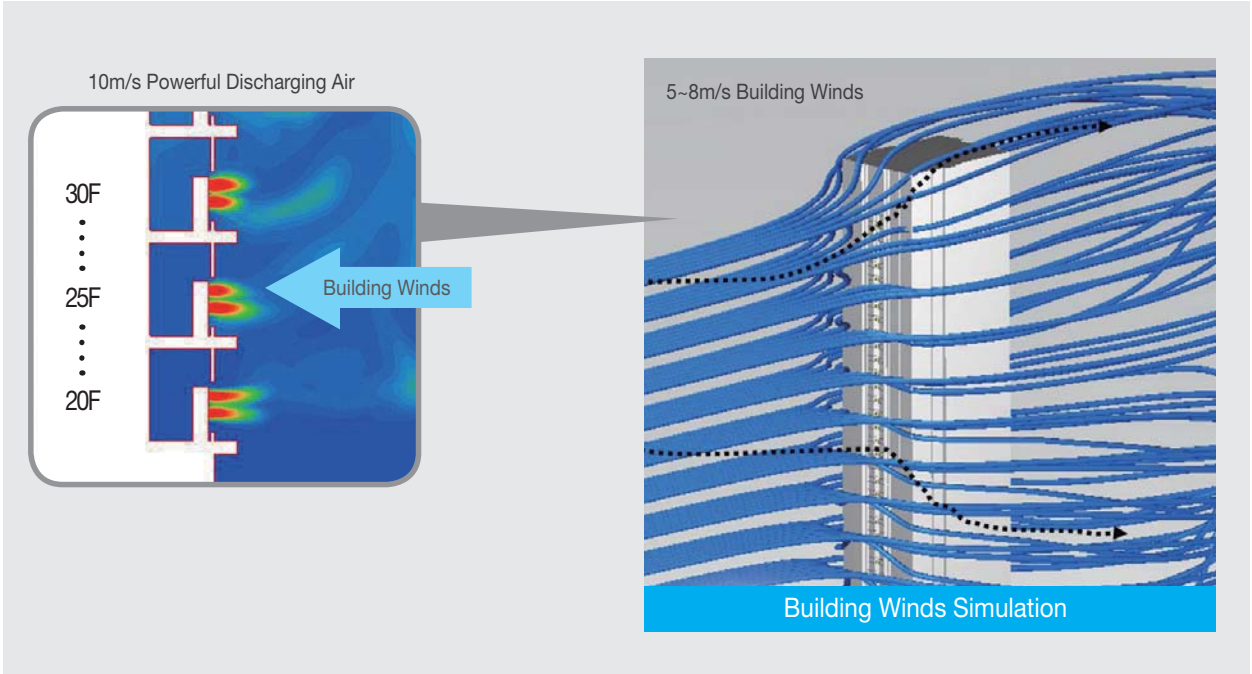 10m/s Powerful Discharging Air
30F
25F
20F
Building Winds
5~8m/s Building Winds
Building Winds Simulation